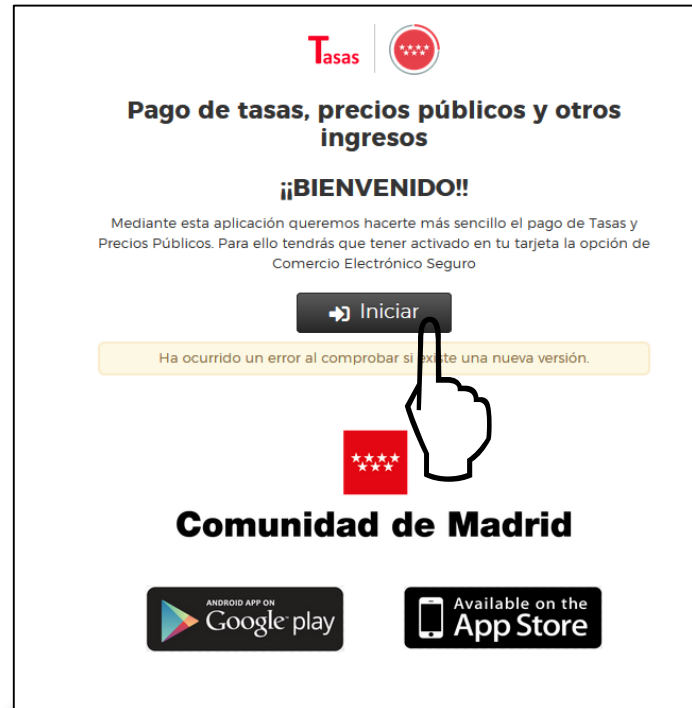 Tasas
Pago de tasas, precios públicos y otros
ingresos
¡¡BIENVENIDO!!
Mediante esta aplicación queremos hacerte más sencillo el pago de Tasas y
Precios Públicos. Para ello tendrás que tener activado en tu tarjeta la opción de
Comercio Electrónico Seguro
Iniciar
Ha ocurrido un error al comprobar si existe una nueva versión.
Comunidad de Madrid
ANDROID APP ON
Google play
Available on the
App Store